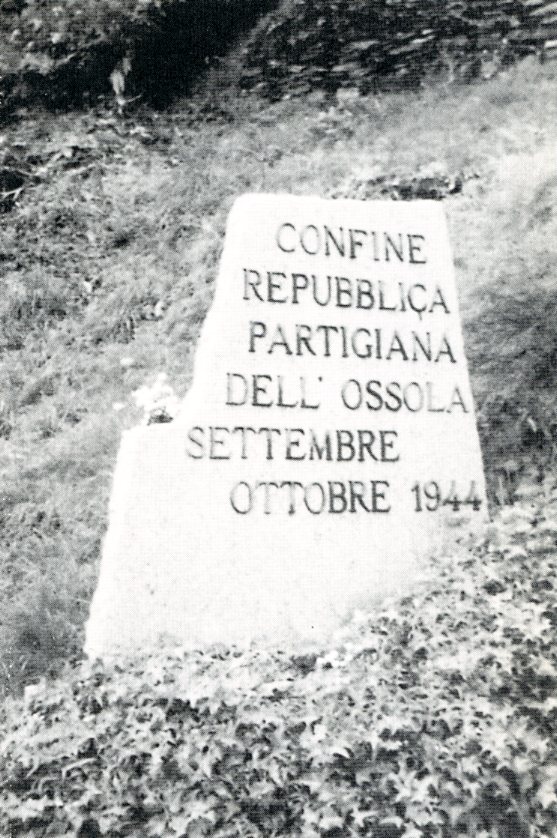 CONFINE
REPUBBLICA
PARTIGIANA
DELL' OSSOLA
SETTEMBRE
OTTOBRE 1944